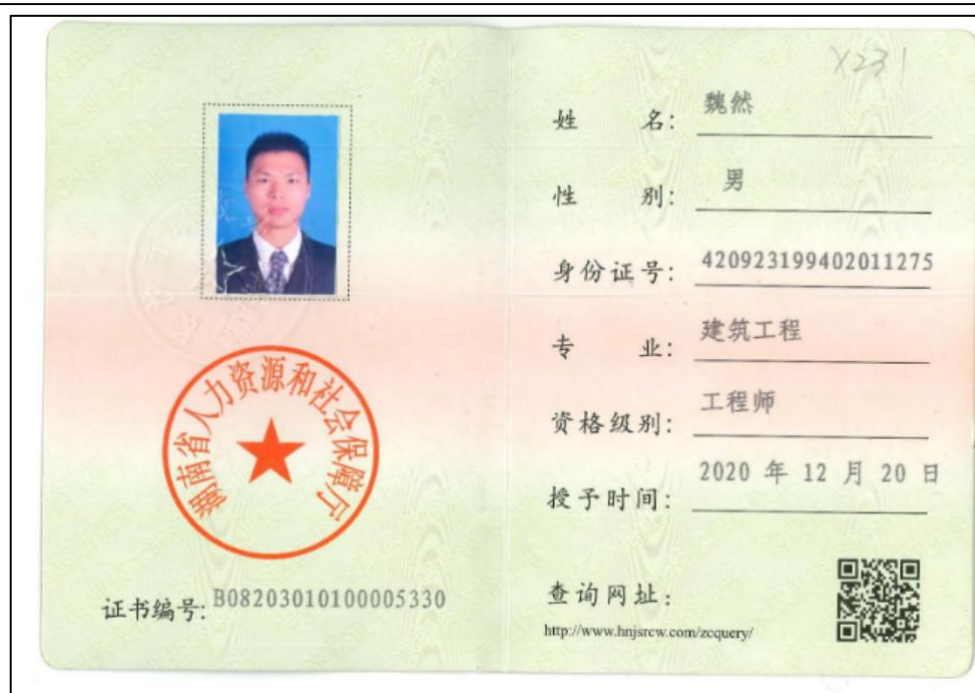 X231
姓 名: 魏然
性 别: 男
身份证号: 420923199402011275
专 业: 建筑工程
资格级别: 工程师
授予时间: 2020 年 12 月 20 日
湖南省人力资源和社会保障厅
证书编号: B08203010100005330
查询网址:
http://www.hnjsrcw.com/zcquery/